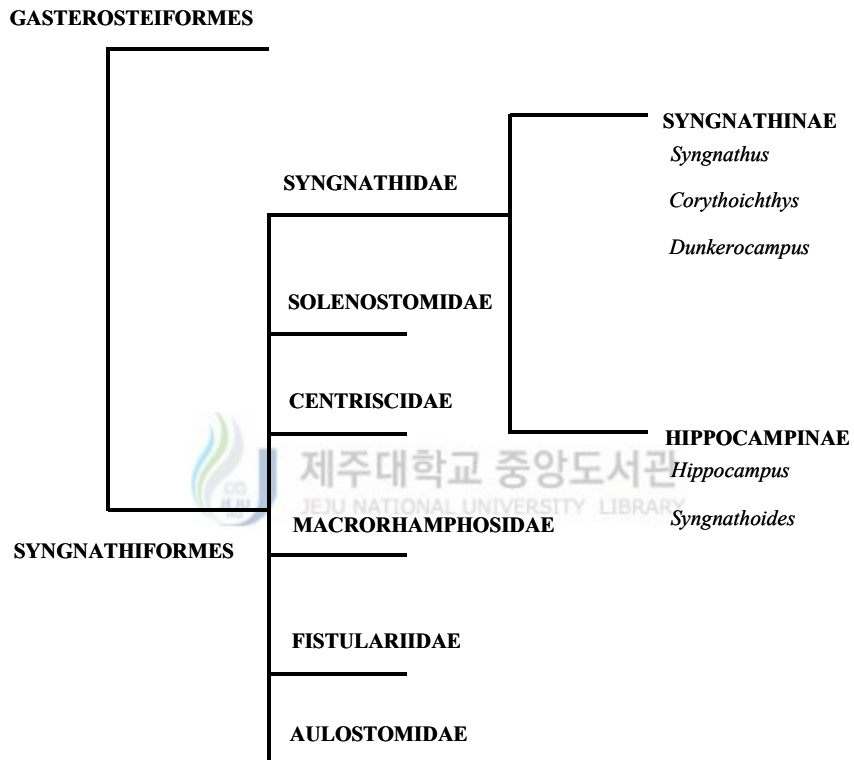 GASTEROSTEIFORMES
SYNGNATHINAE
Syngnathus
SYNGNATHIDAE
Corythoichthys
Dunkerocampus
SOLENOSTOMIDAE
CENTRISCIDAE
HIPPOCAMPINAE
제주대학교 중앙도서관
Hippocampus
JEJU
JEJU NATIONAL UNIVERSITY LIBRARY
Syngnathoides
MACRORHAMPHOSIDAE
SYNGNATHIFORMES
FISTULARIIDAE
AULOSTOMIDAE